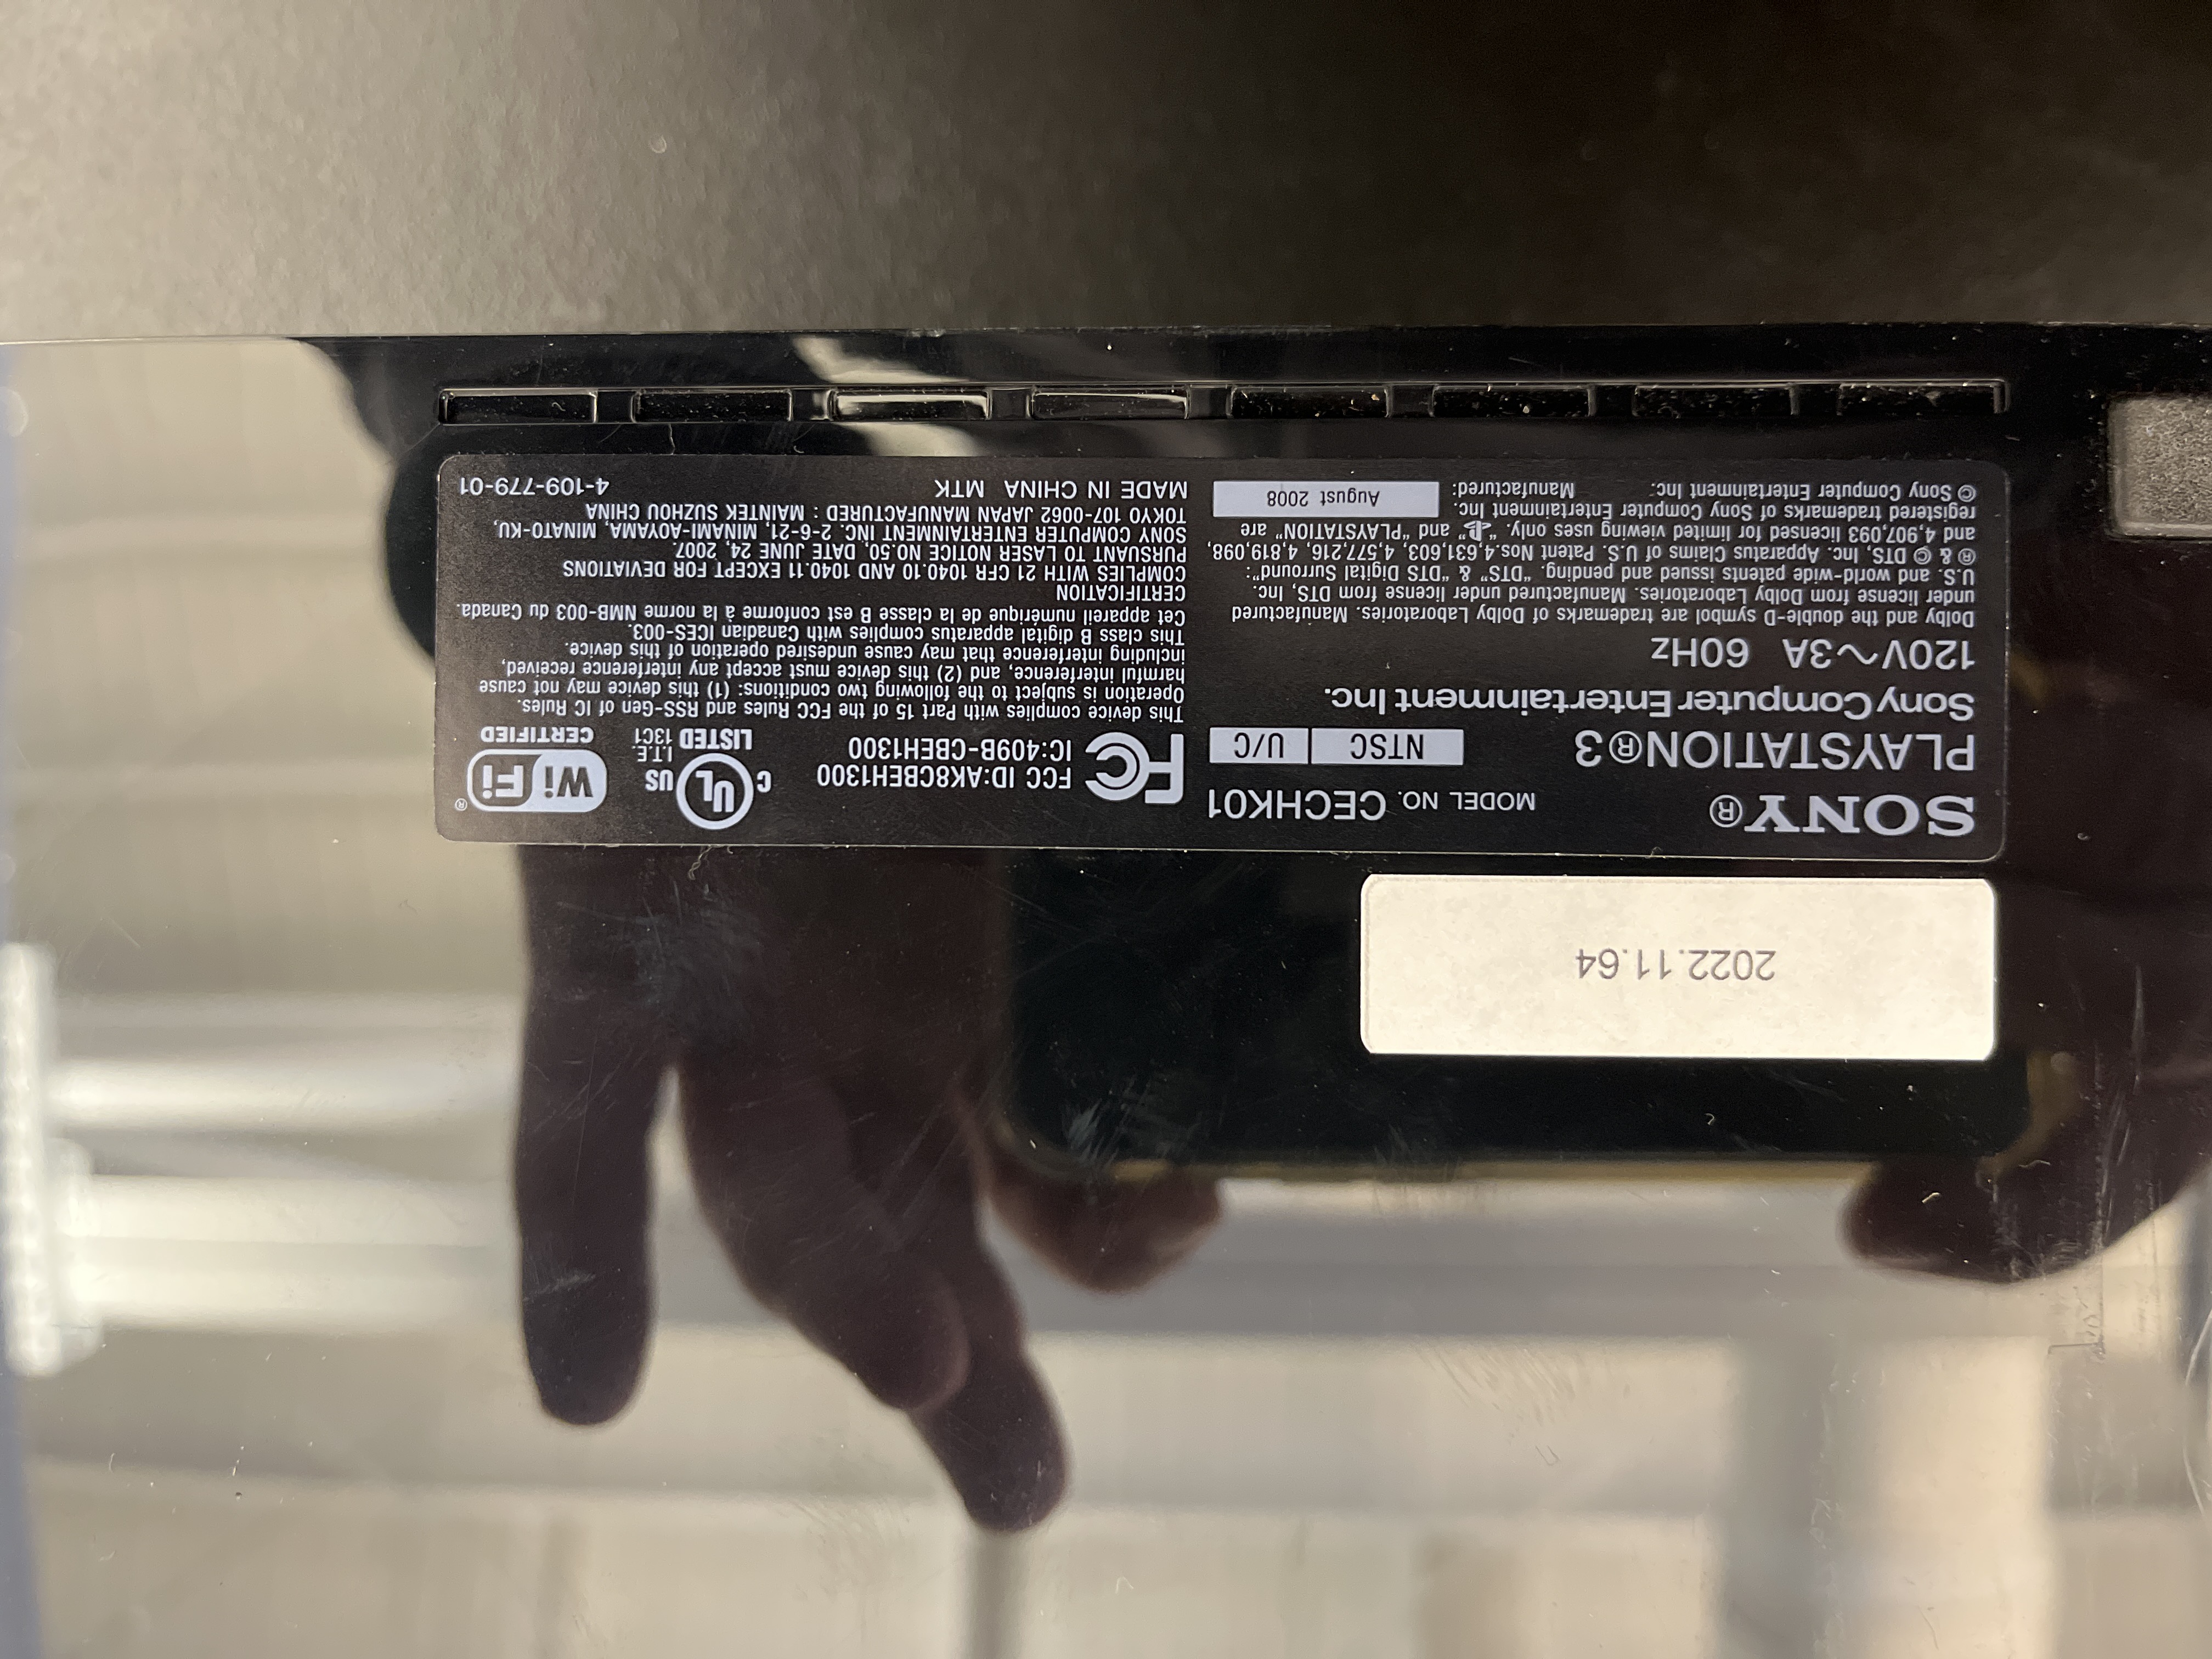 2022.11.64
SONY®
MODEL NO. CECHK01
PLAYSTATION®3
NTSC U/C
Sony Computer Entertainment Inc.
120V～3A 60Hz
Dolby and the double-D symbol are trademarks of Dolby Laboratories. Manufactured
under license from Dolby Laboratories. Manufactured under license from DTS, Inc.
U.S. and world-wide patents issued and pending. "DTS" & "DTS Digital Surround":
® & © DTS, Inc. Apparatus Claims of U.S. Patent Nos.4,631,603, 4,577,216, 4,819,098,
and 4,907,093 licensed for limited viewing uses only. " " and "PLAYSTATION" are
registered trademarks of Sony Computer Entertainment Inc.
© Sony Computer Entertainment Inc. Manufactured: August 2008
FC FCC ID:AK8CBEH1300
IC:409B-CBEH1300
C UL US
LISTED I.T.E. 13C1
Wi Fi ®
CERTIFIED
This device complies with Part 15 of the FCC Rules and RSS-Gen of IC Rules.
Operation is subject to the following two conditions: (1) this device may not cause
harmful interference, and (2) this device must accept any interference received,
including interference that may cause undesired operation of this device.
This class B digital apparatus complies with Canadian ICES-003.
Cet appareil numérique de la classe B est conforme à la norme NMB-003 du Canada.
CERTIFICATION
COMPLIES WITH 21 CFR 1040.10 AND 1040.11 EXCEPT FOR DEVIATIONS
PURSUANT TO LASER NOTICE NO.50, DATE JUNE 24, 2007.
SONY COMPUTER ENTERTAINMENT INC. 2-6-21, MINAMI-AOYAMA, MINATO-KU,
TOKYO 107-0062 JAPAN MANUFACTURED : MAINTEK SUZHOU CHINA
MADE IN CHINA MTK 4-109-779-01